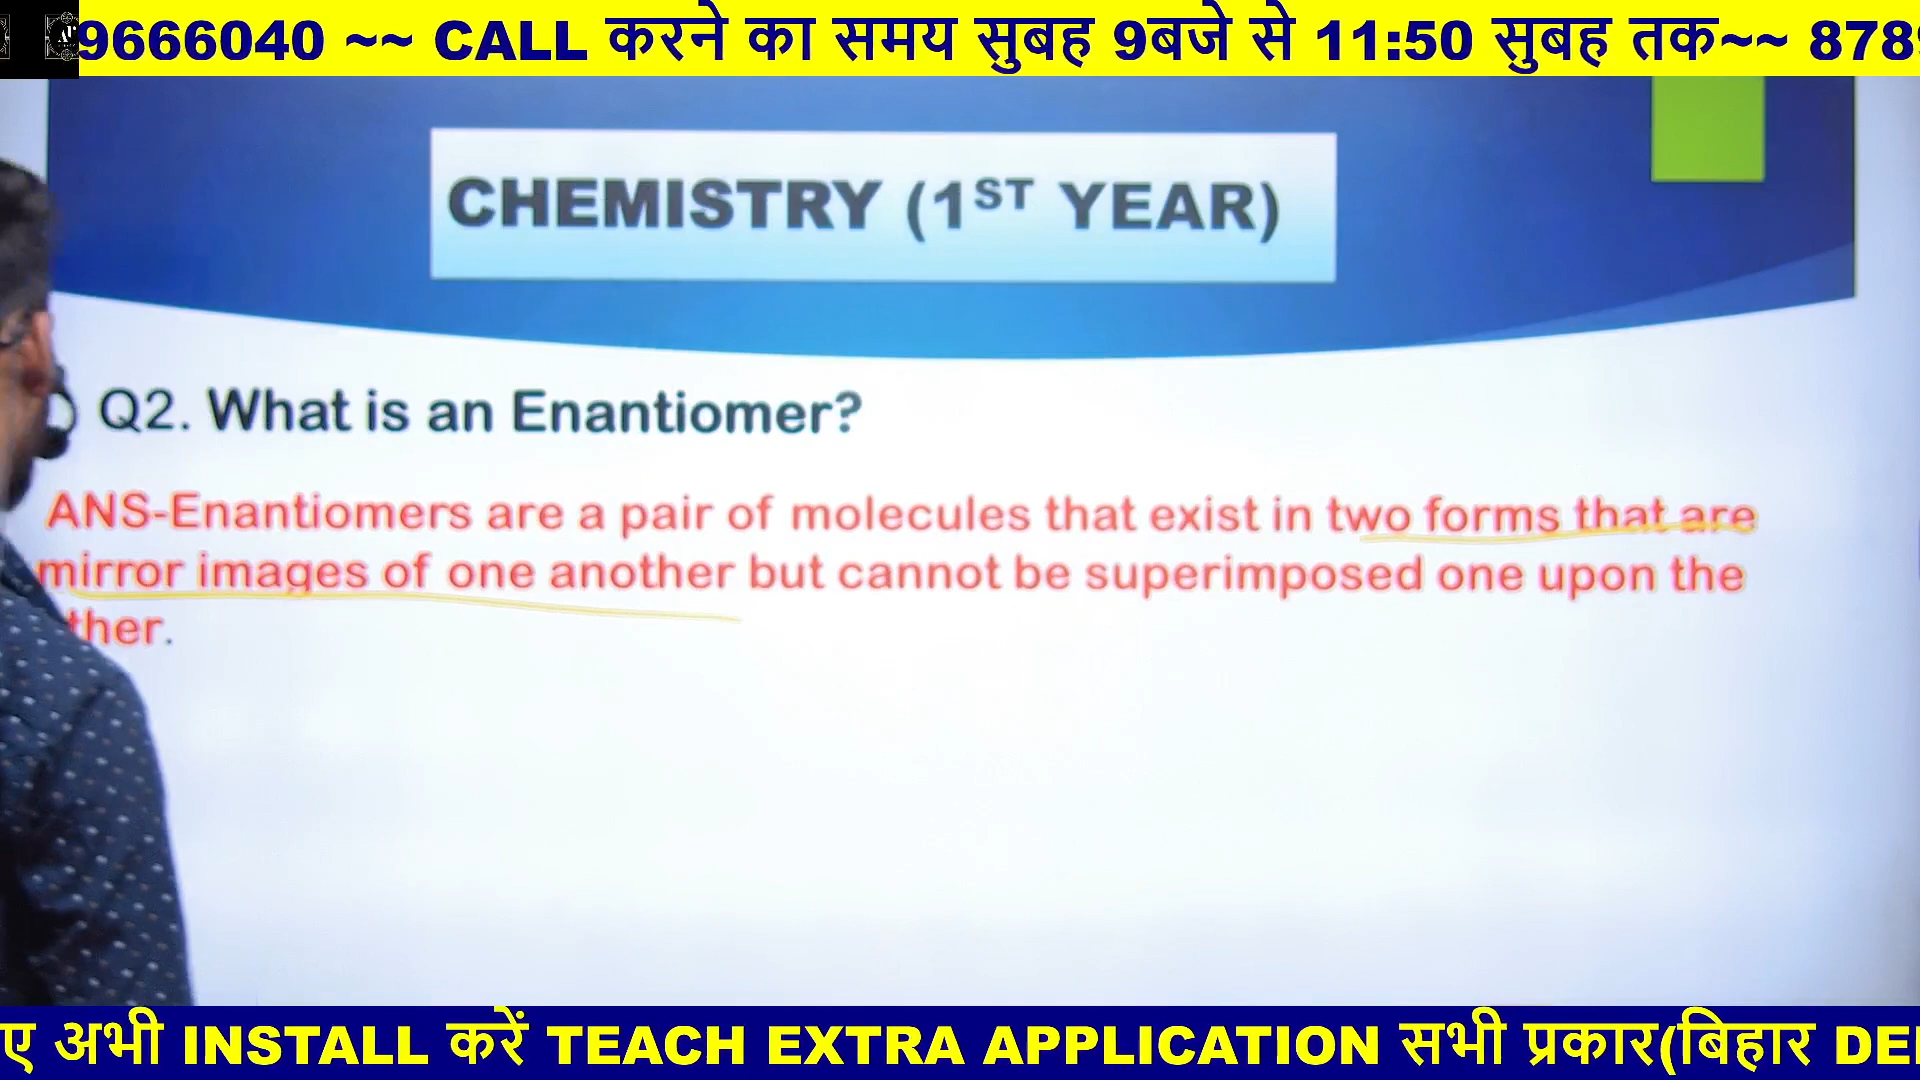 9666040 ~~ CALL करने का समय सुबह 9बजे से 11:50 सुबह तक~~ 878
CHEMISTRY (1ST YEAR)
Q2. What is an Enantiomer?
ANS-Enantiomers are a pair of molecules that exist in two forms that are
mirror images of one another but cannot be superimposed one upon the
ther.
ए अभी INSTALL करें TEACH EXTRA APPLICATION सभी प्रकार(बिहार DE